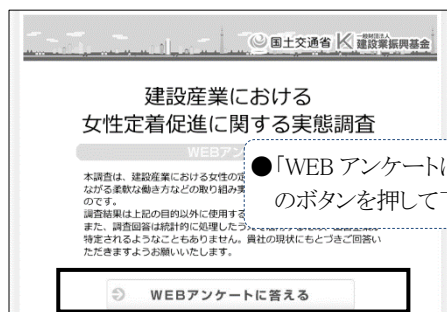 国土交通省 一般財団法人 建設業振興基金
建設産業における
女性定着促進に関する実態調査
WEBアン
本調査は、建設産業における女性の定
ながる柔軟な働き方などの取り組み実
のです。
調査結果は上記の目的以外に使用する
また、調査回答は統計的に処理したう
特定されるようなこともありません。貴社の現状にもとづきご回答い
ただきますようお願いいたします。
●「WEB アンケートに
のボタンを押して下
WEBアンケートに答える